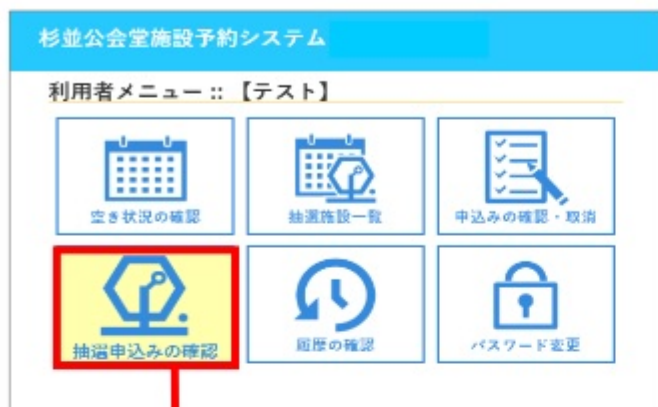 杉並公会堂施設予約システム
利用者メニュー :: 【テスト】
空き状況の確認
抽選施設一覧
申込みの確認・取消
抽選申込みの確認
履歴の確認
パスワード変更